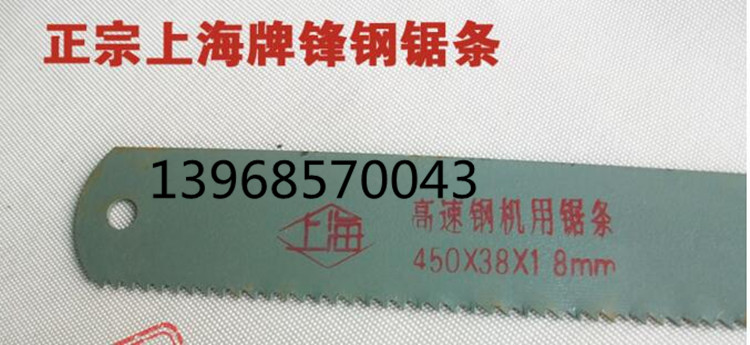 正宗上海牌锋钢锯条
13968570043
上海
高速钢机用锯条
450X38X1 8mm